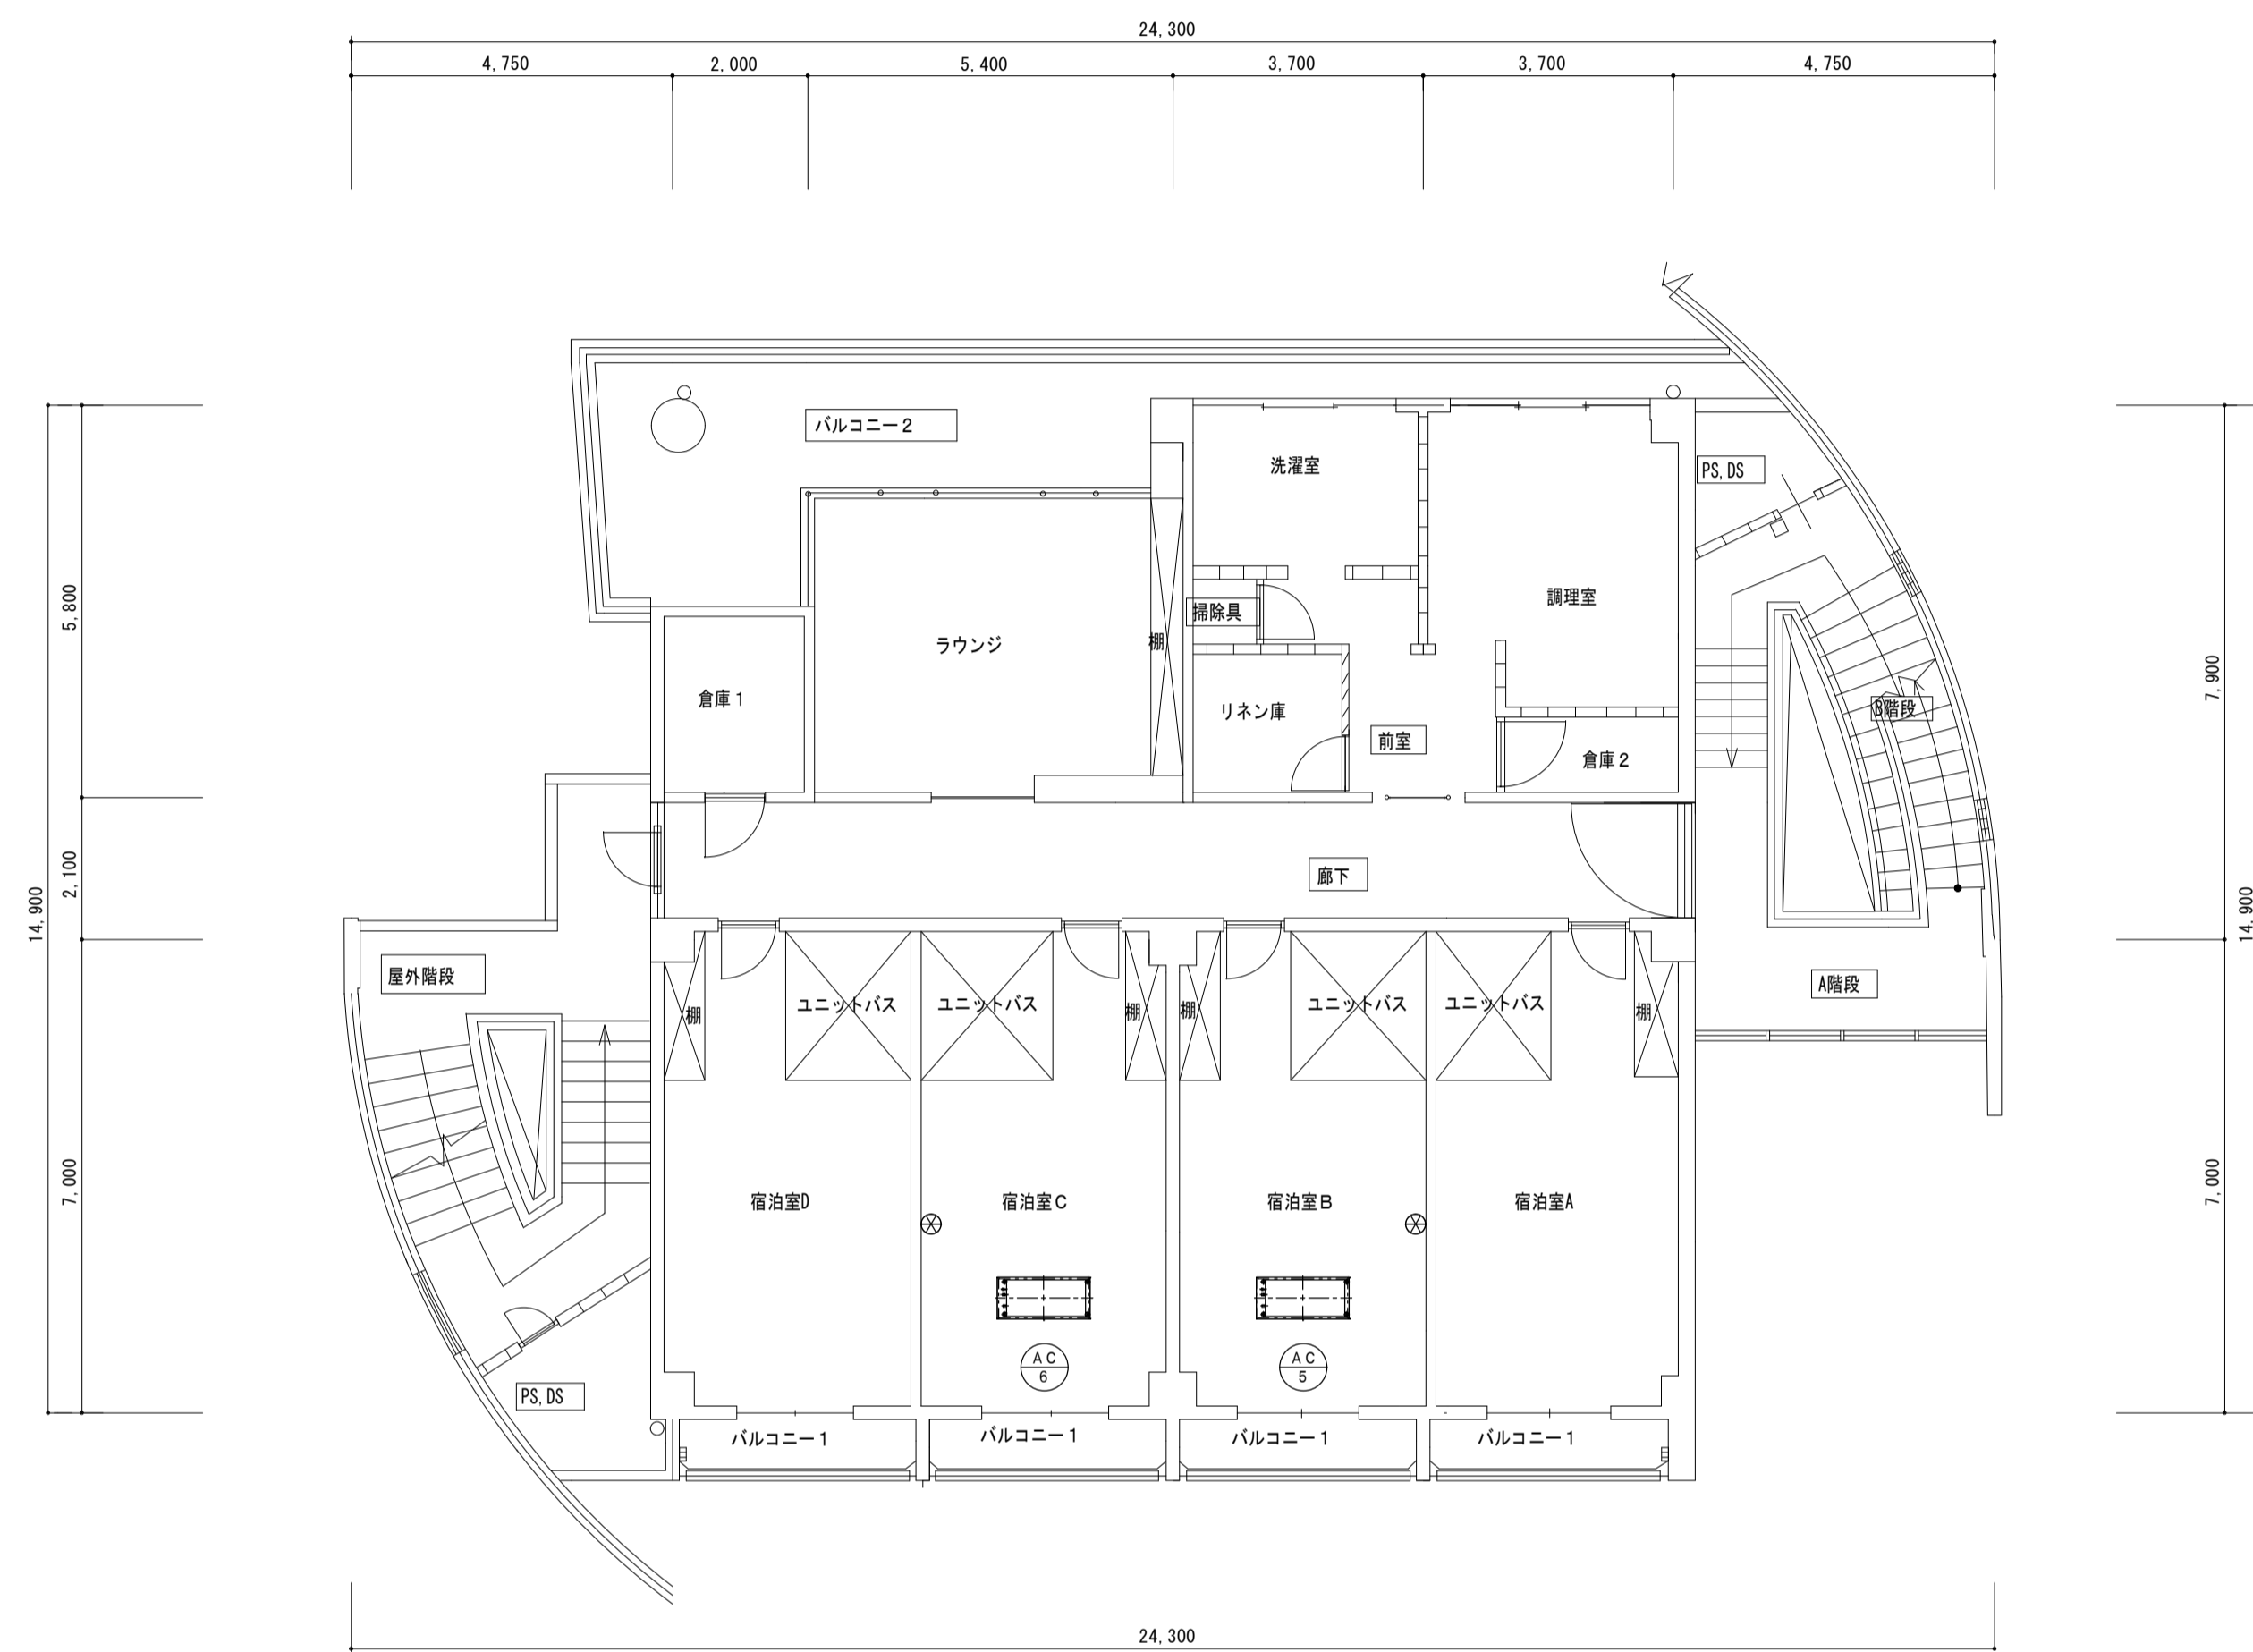 24,300
4,750
2,000
5,400
3,700
3,700
4,750
バルコニー2
洗濯室
PS,DS
5,800
掃除具
調理室
ラウンジ
棚
7,900
倉庫1
リネン庫
前室
B階段
倉庫2
2,100
廊下
14,900
14,900
屋外階段
A階段
ユニットバス
ユニットバス
ユニットバス
ユニットバス
棚
棚
棚
棚
7,000
宿泊室D
宿泊室C
宿泊室B
宿泊室A
7,000
AC
6
AC
5
PS,DS
バルコニー1
バルコニー1
バルコニー1
バルコニー1
24,300